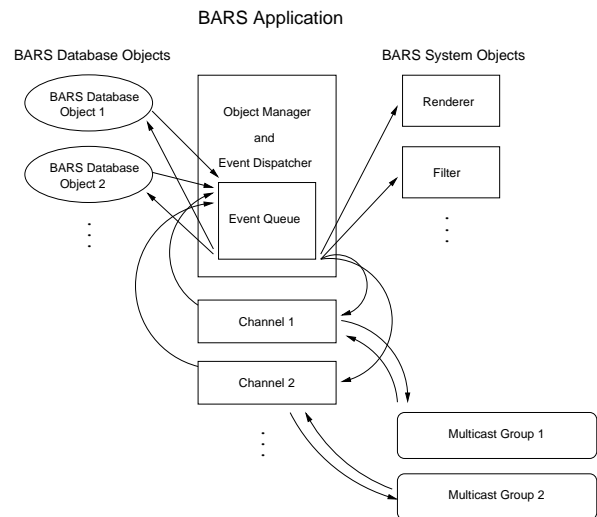 BARS Application
BARS Database Objects
BARS System Objects
BARS Database
Object 1
BARS Database
Object 2
Object Manager
and
Event Dispatcher
Event Queue
Renderer
Filter
Channel 1
Channel 2
Multicast Group 1
Multicast Group 2